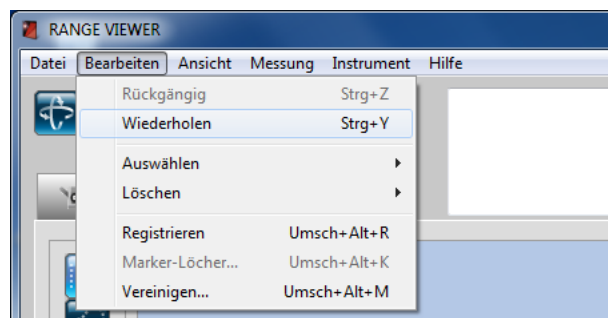 RANGE VIEWER
Datei Bearbeiten Ansicht Messung Instrument Hilfe
Rückgängig Strg+Z
Wiederholen Strg+Y
Auswählen
Löschen
Registrieren Umsch+Alt+R
Marker-Löcher... Umsch+Alt+K
Vereinigen... Umsch+Alt+M